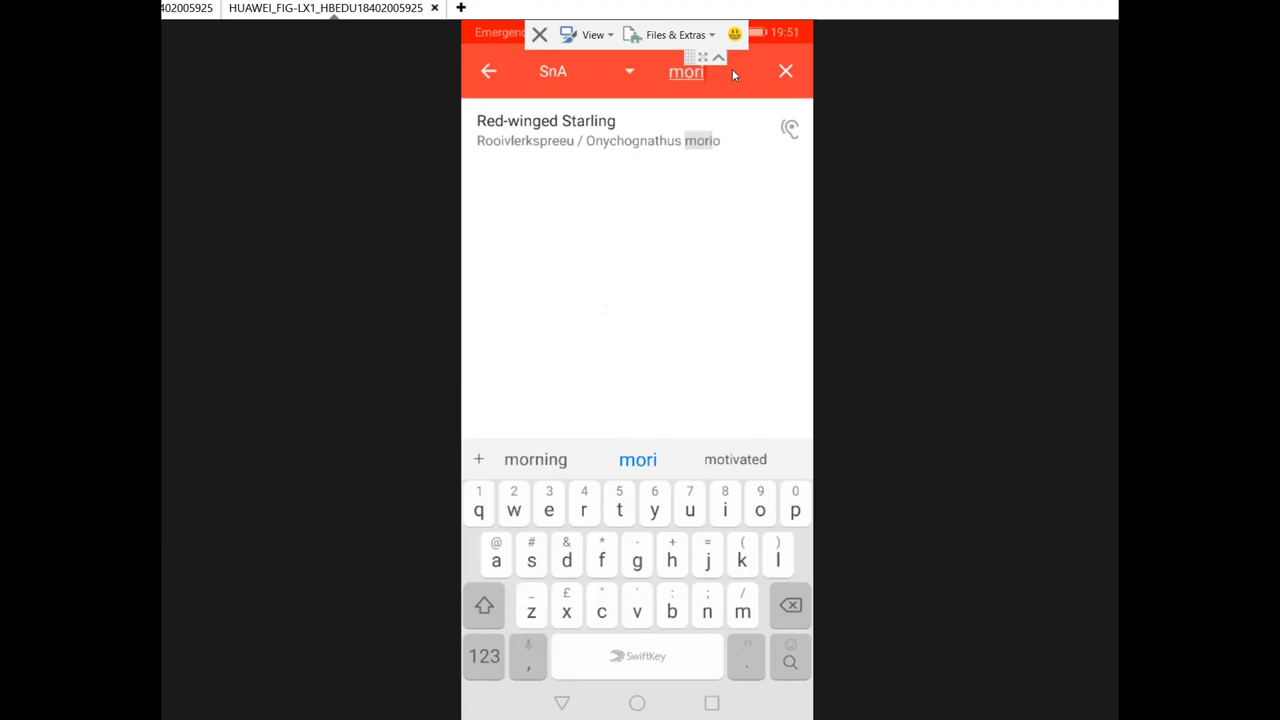 402005925 HUAWEI_FIG-LX1_HBEDU18402005925
View Files & Extras 19:51
SnA mori
Red-winged Starling
Rooivlerkspreeu / Onychognathus morio
morning mori motivated
1 2 3 4 5 6 7 8 9 0
q w e r t y u i o p
@ # & * - + = ( )
a s d f g h j k l
_ £ " ' : ; /
z x c v b n m
123 , SwiftKey !? .